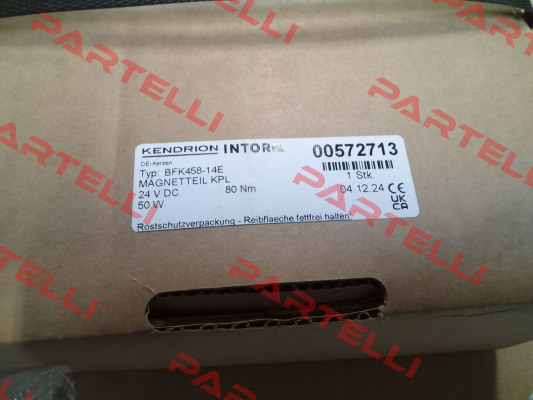 PARTELLI
PARTELLI
PARTELLI
KENDRION INTORQ 00572713
DE-Aerzen
Typ: BFK458-14E 1 Stk.
MAGNETTEIL KPL
24 V DC 80 Nm 04.12.24 CE
50 W UK CA
Rostschutzverpackung - Reibflaeche fettfrei halten!
PARTELLI
PARTELLI
PARTELLI